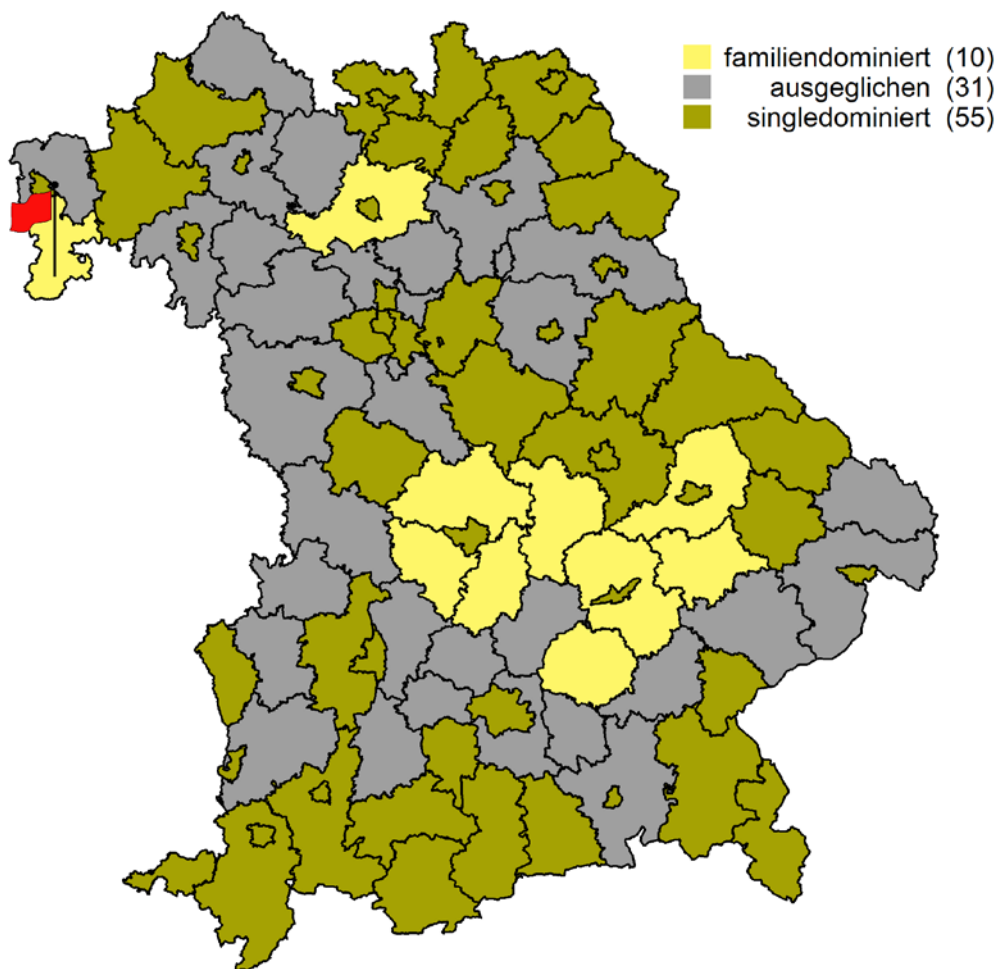 familiendominiert (10)
ausgeglichen (31)
singledominiert (55)